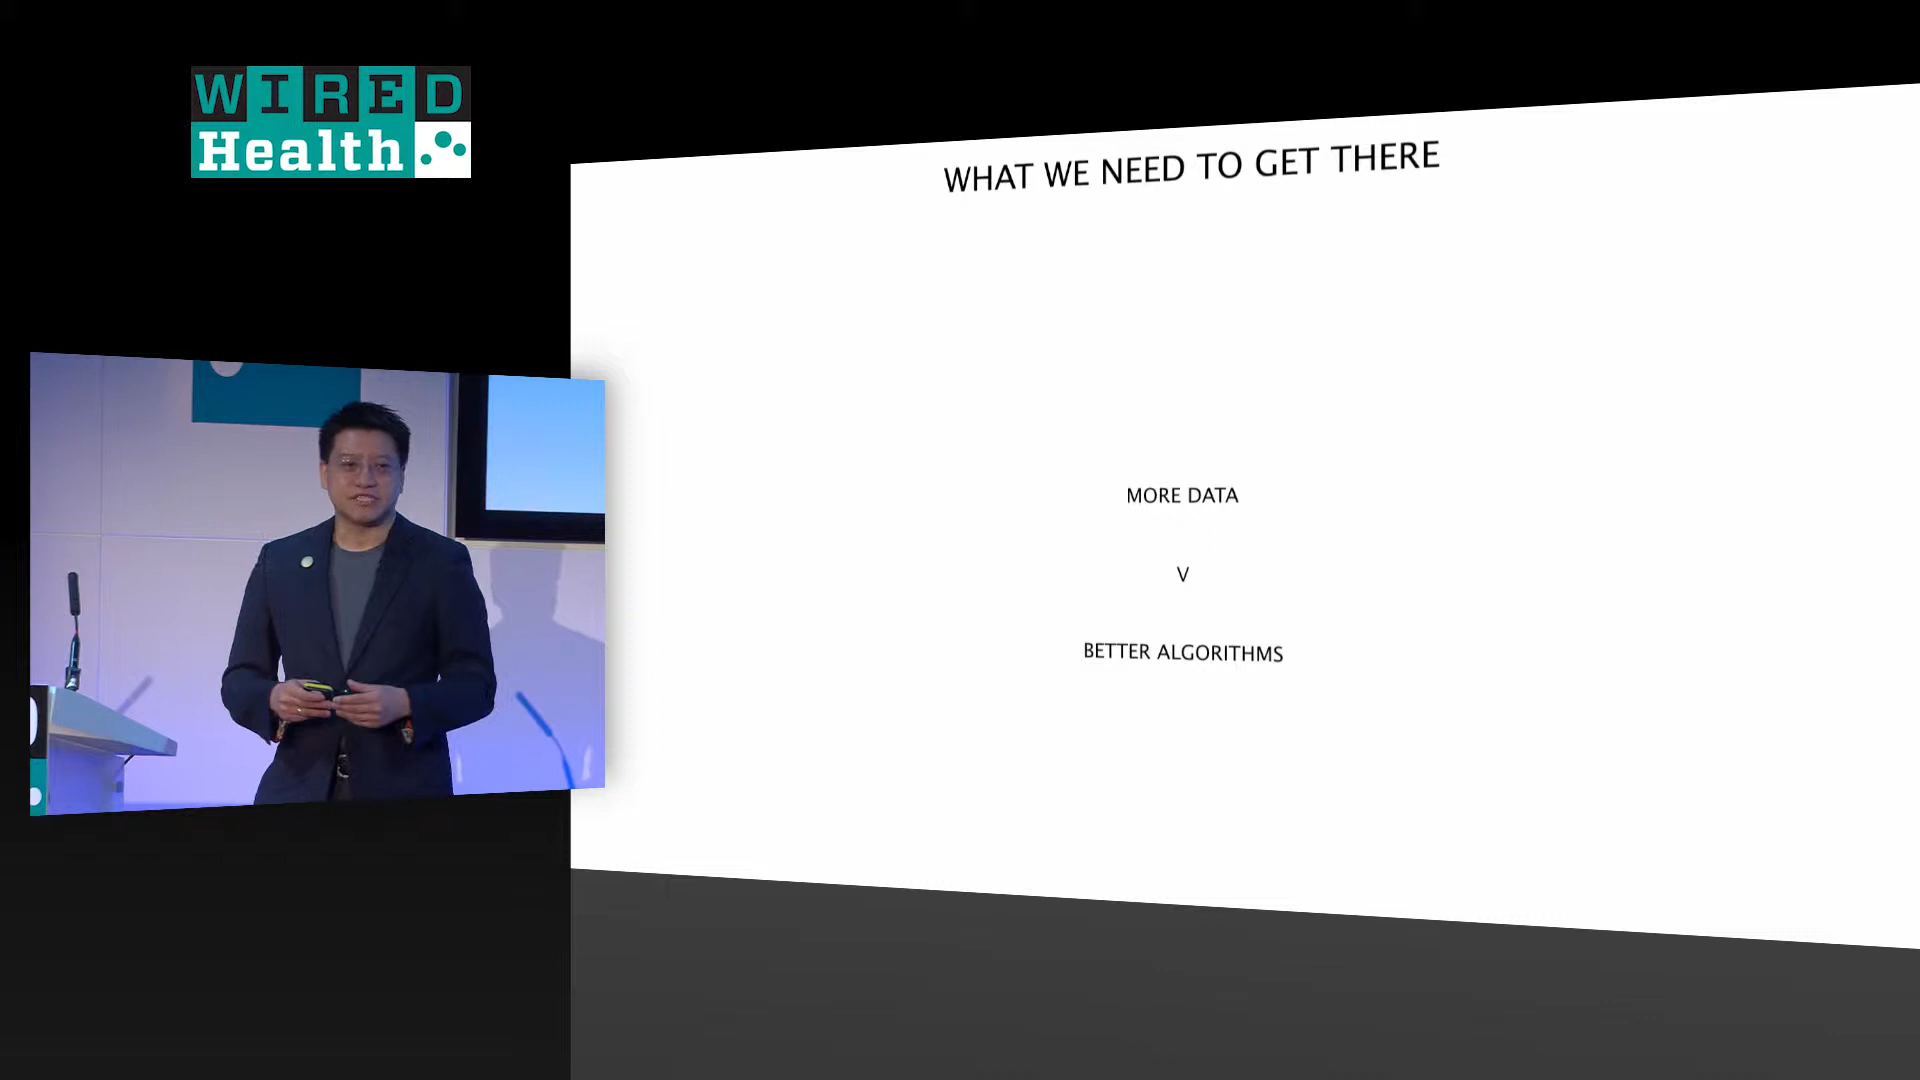 WIRED
Health
WHAT WE NEED TO GET THERE
MORE DATA
V
BETTER ALGORITHMS